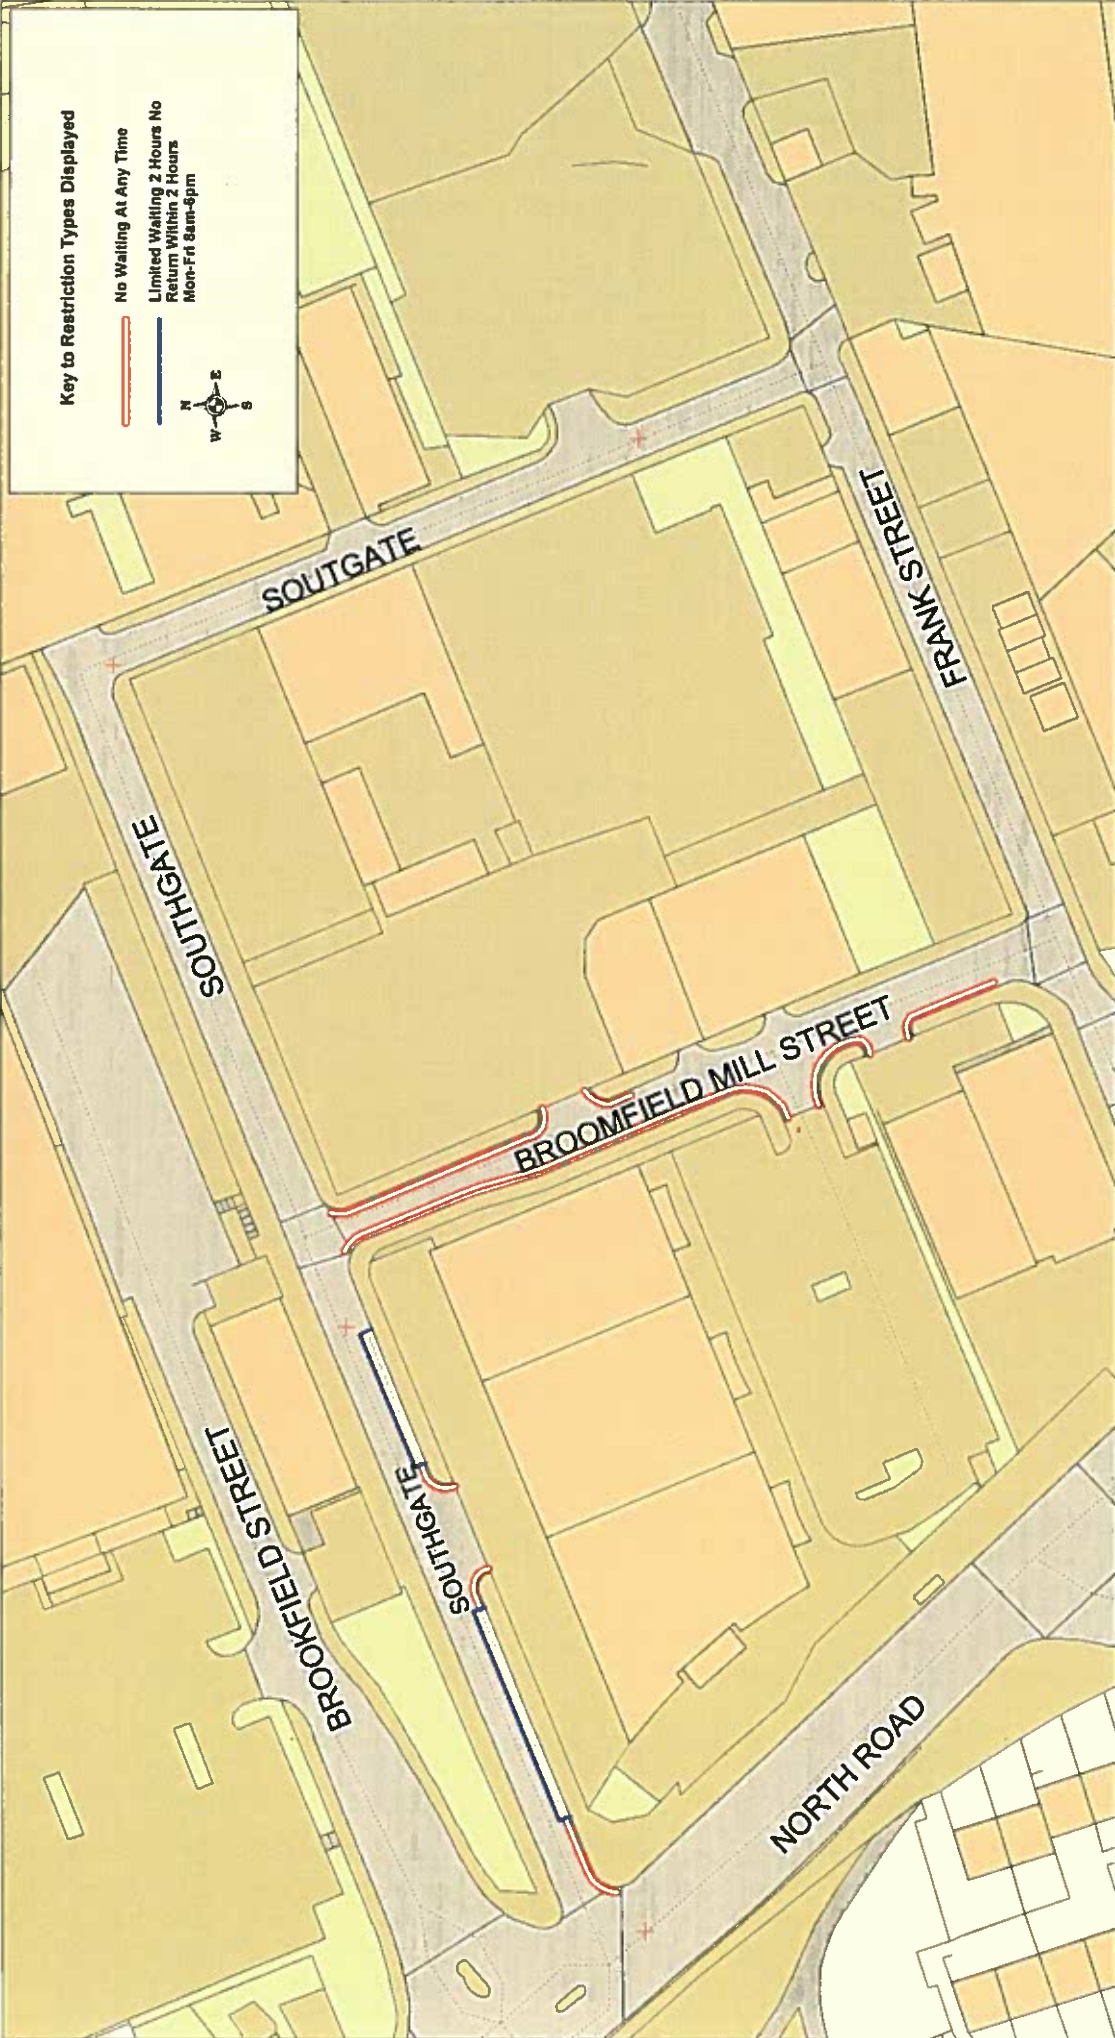 Key to Restriction Types Displayed
No Waiting At Any Time
Limited Waiting 2 Hours No
Return Within 2 Hours
Mon-Fri 8am-6pm
N
W
E
S
SOUTGATE
SOUTHGATE
FRANK STREET
BROOMFIELD MILL STREET
SOUTHGATE
BROOKFIELD STREET
NORTH ROAD